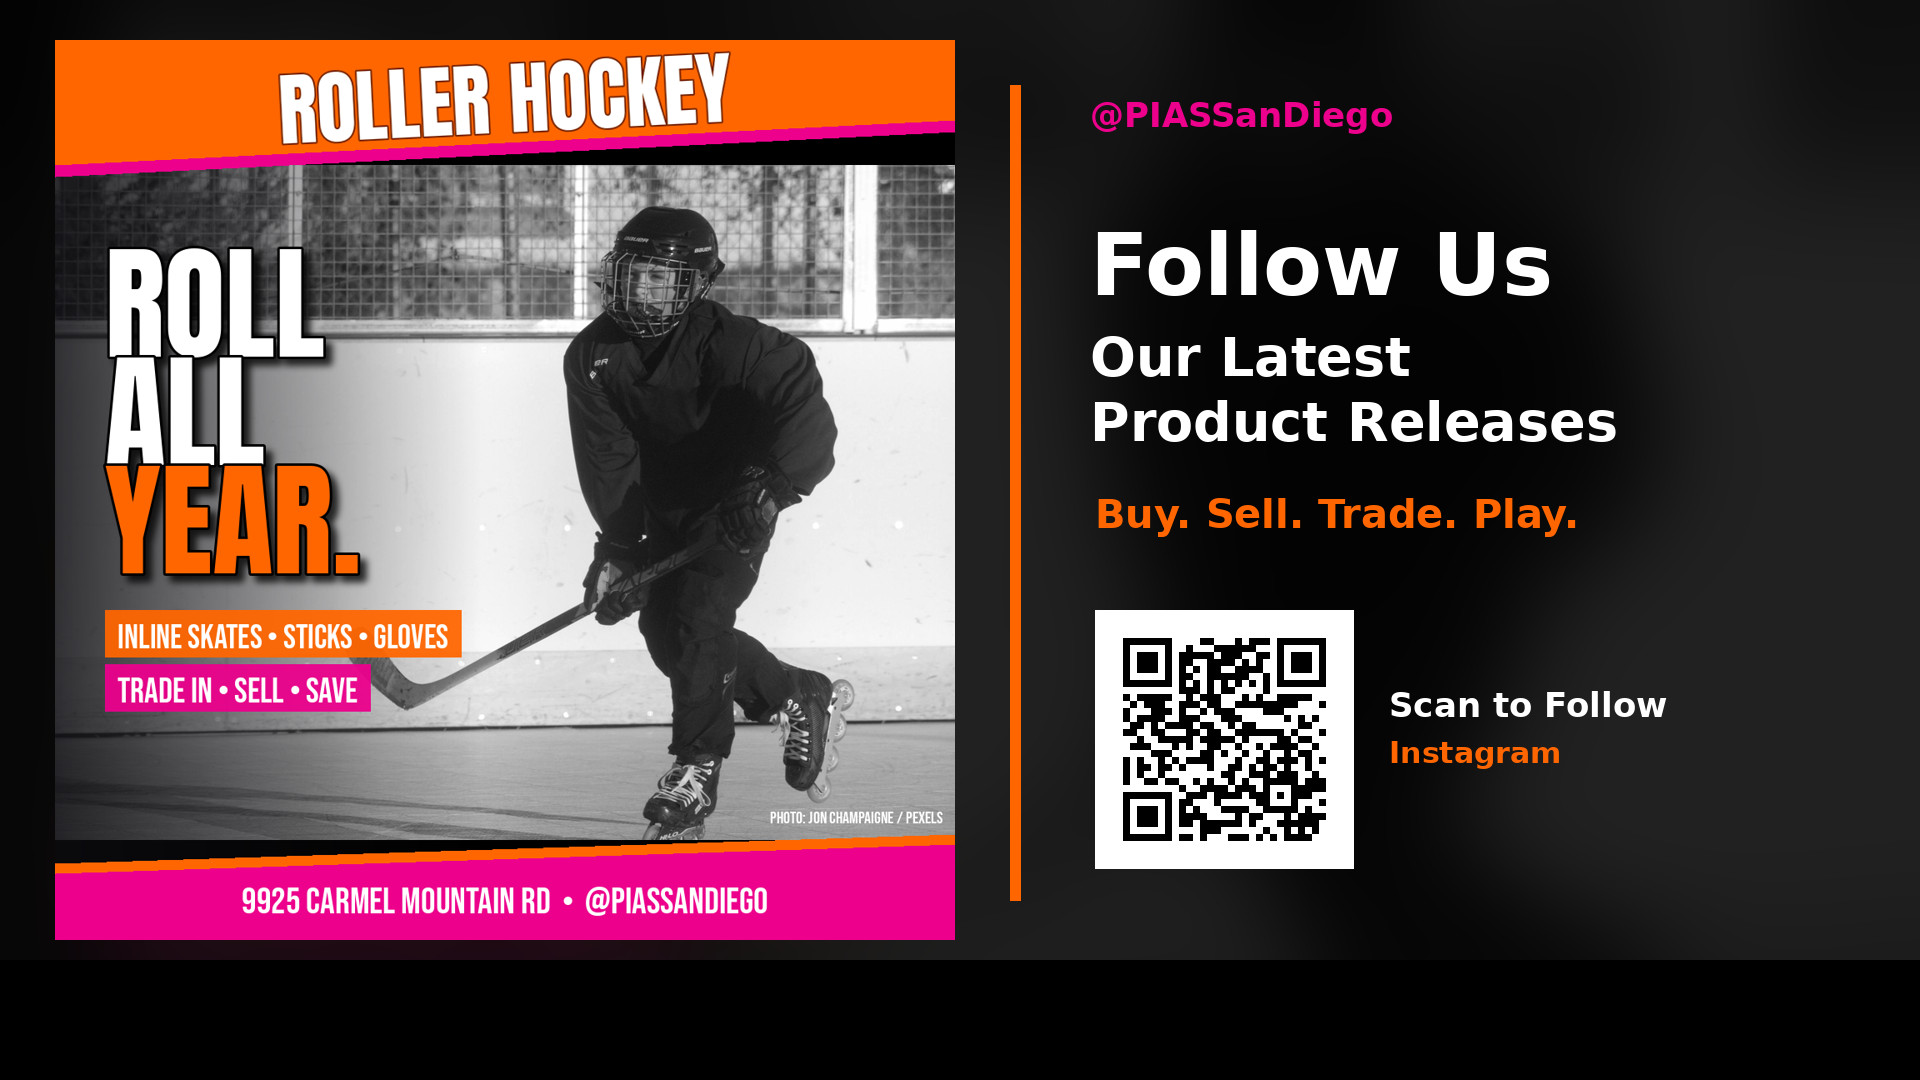 ROLLER HOCKEY
ROLL
ALL
YEAR.
INLINE SKATES • STICKS • GLOVES
TRADE IN • SELL • SAVE
PHOTO: JON CHAMPAIGNE / PEXELS
9925 CARMEL MOUNTAIN RD • @PIASSANDIEGO
@PIASSanDiego
Follow Us
Our Latest
Product Releases
Buy. Sell. Trade. Play.
Scan to Follow
Instagram